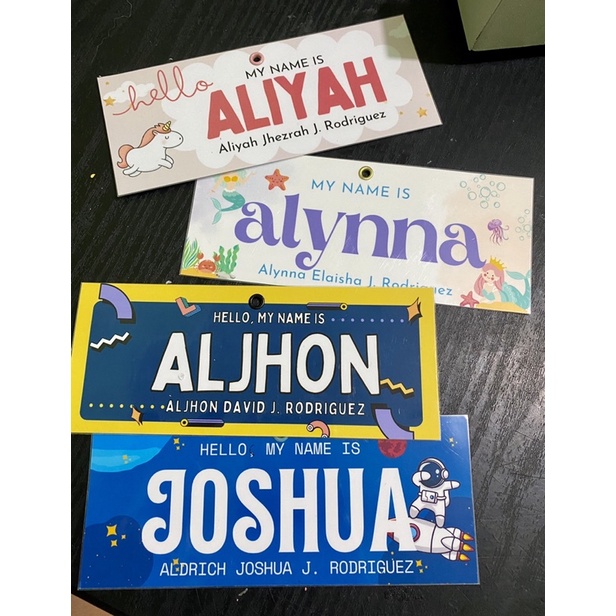 hello
MY NAME IS
ALIYAH
Aliyah Jhezrah J. Rodriguez
MY NAME IS
alynna
Alynna Elaisha J. Rodriguez
HELLO, MY NAME IS
ALJHON
ALJHON DAVID J. RODRIGUEZ
HELLO, MY NAME IS
JOSHUA
ALDRICH JOSHUA J. RODRIGUEZ